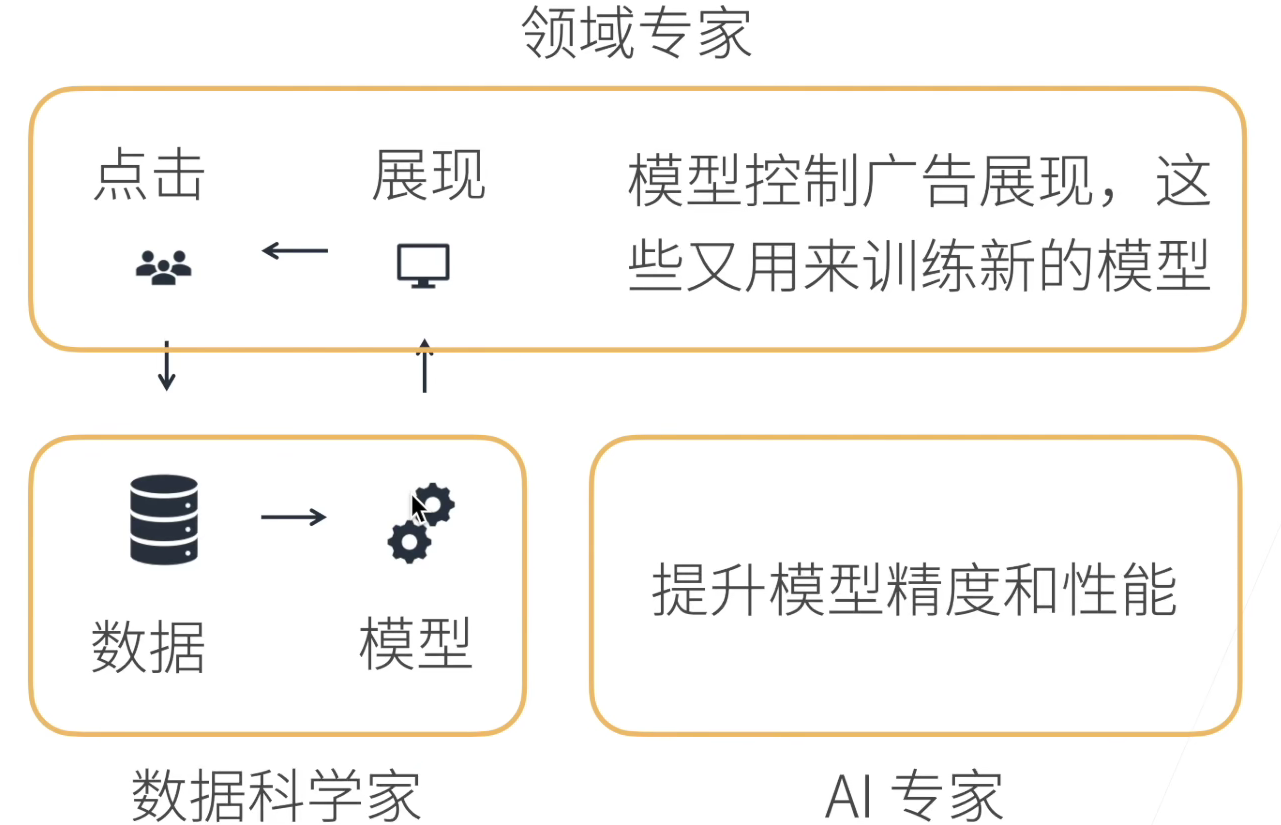 领域专家
点击
展现
模型控制广告展现，这
些又用来训练新的模型
数据
模型
提升模型精度和性能
数据科学家
AI 专家